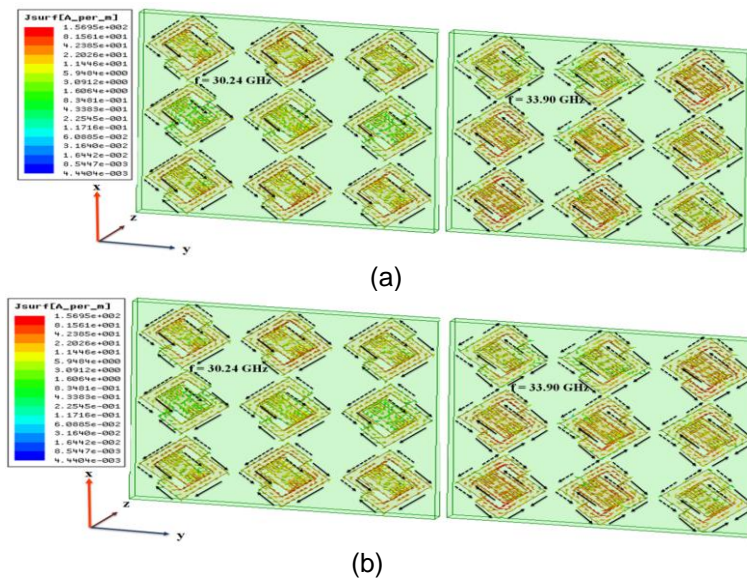 Jsurf[A_per_m]
1.5695e+002
8.1561e+001
4.2385e+001
2.2026e+001
1.1446e+001
5.9484e+000
3.0912e+000
1.6064e+000
8.3481e-001
4.3383e-001
2.2545e-001
1.1716e-001
6.0885e-002
3.1640e-002
1.6442e-002
8.5447e-003
4.4404e-003
f = 30.24 GHz
f = 33.90 GHz
x
z
y
(a)
Jsurf[A_per_m]
1.5695e+002
8.1561e+001
4.2385e+001
2.2026e+001
1.1446e+001
5.9484e+000
3.0912e+000
1.6064e+000
8.3481e-001
4.3383e-001
2.2545e-001
1.1716e-001
6.0885e-002
3.1640e-002
1.6442e-002
8.5447e-003
4.4404e-003
f = 30.24 GHz
f = 33.90 GHz
x
z
y
(b)